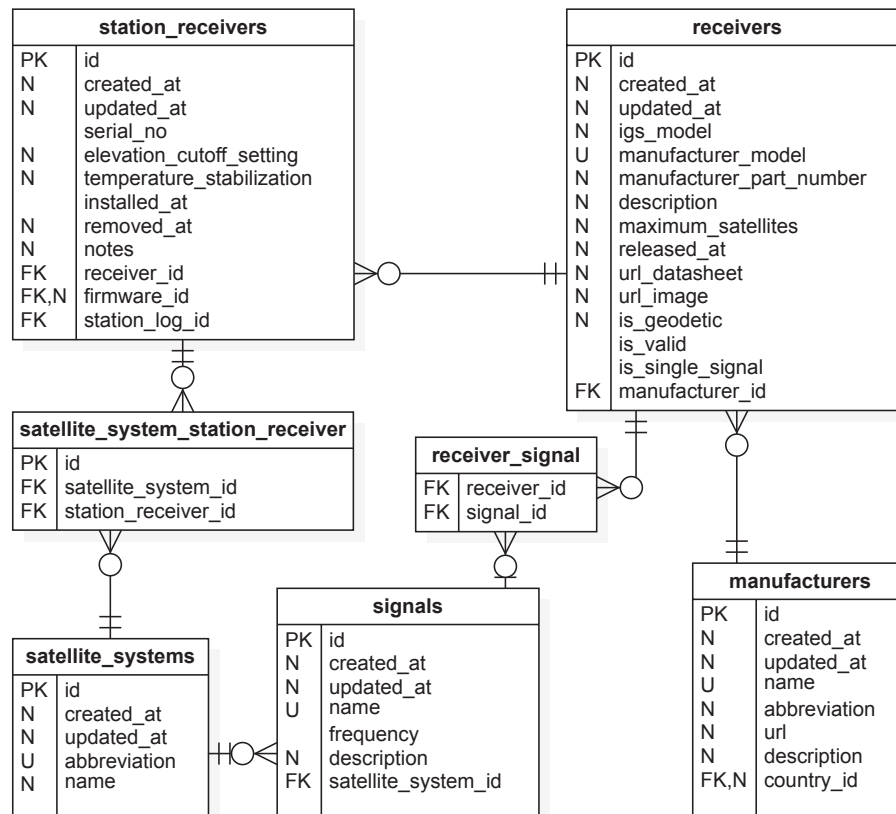 station_receivers
PK id
N created_at
N updated_at
serial_no
N elevation_cutoff_setting
N temperature_stabilization
installed_at
N removed_at
N notes
FK receiver_id
FK,N firmware_id
FK station_log_id
receivers
PK id
N created_at
N updated_at
N igs_model
U manufacturer_model
N manufacturer_part_number
N description
N maximum_satellites
N released_at
N url_datasheet
N url_image
N is_geodetic
is_valid
is_single_signal
FK manufacturer_id
satellite_system_station_receiver
PK id
FK satellite_system_id
FK station_receiver_id
receiver_signal
FK receiver_id
FK signal_id
satellite_systems
PK id
N created_at
N updated_at
U abbreviation
N name
signals
PK id
N created_at
N updated_at
U name
frequency
N description
FK satellite_system_id
manufacturers
PK id
N created_at
N updated_at
U name
N abbreviation
N url
N description
FK,N country_id